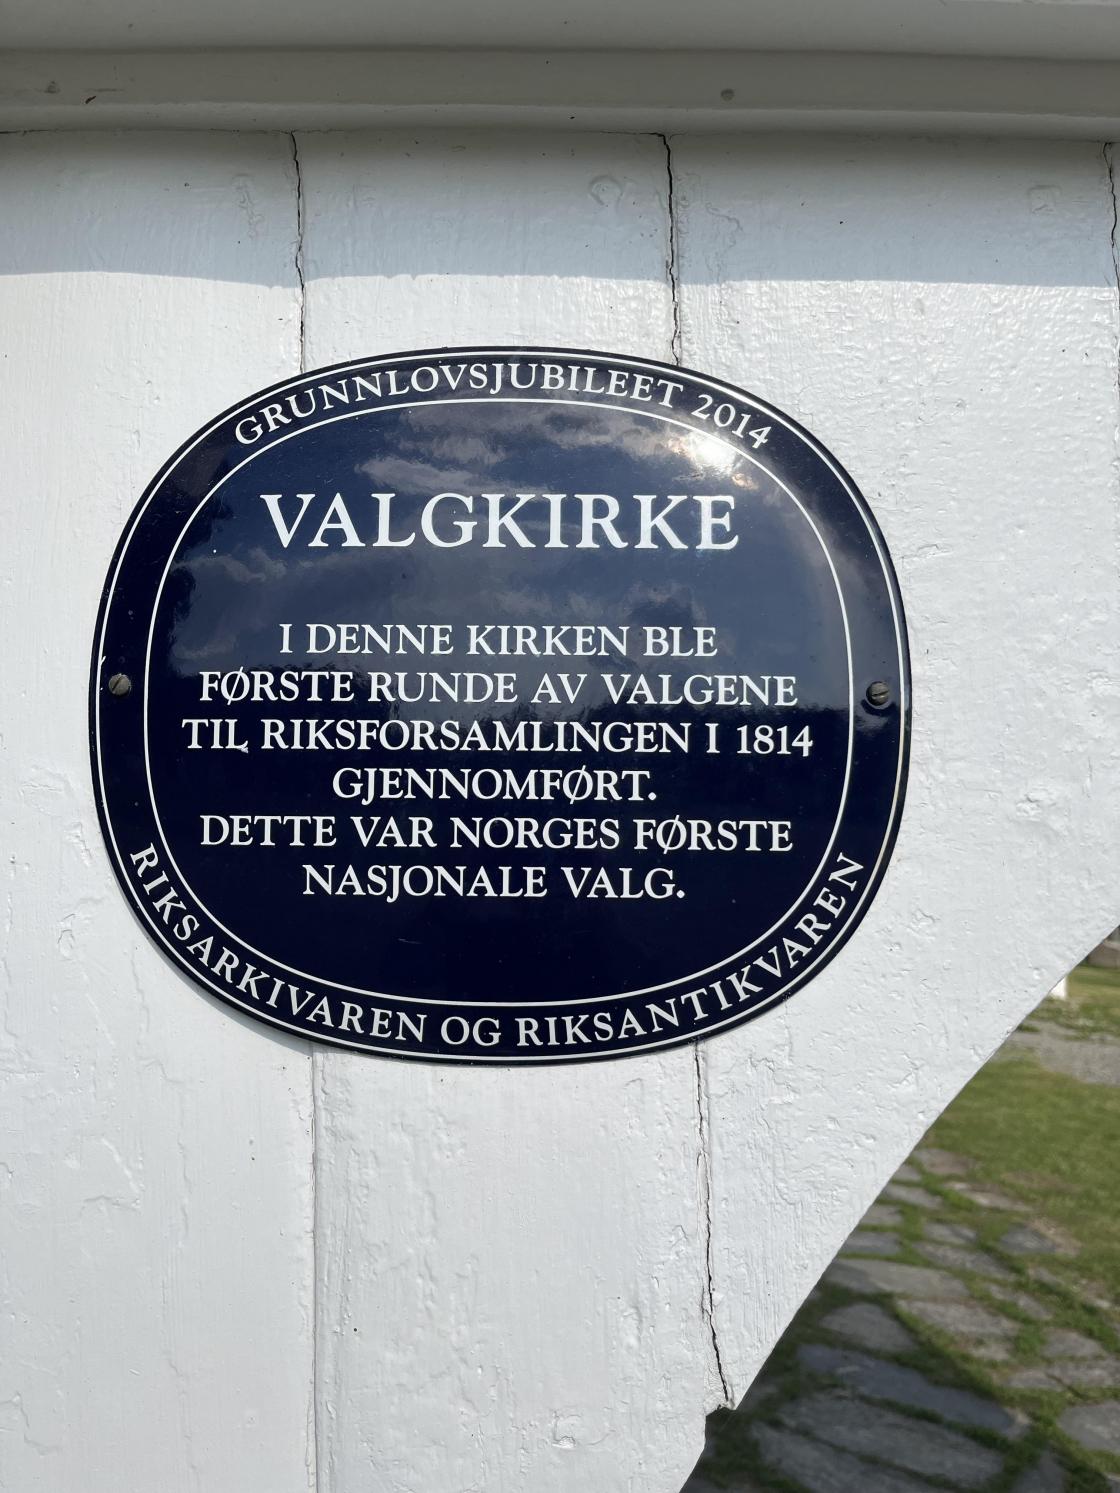 GRUNNLOVSJUBILEET 2014
VALGKIRKE
I DENNE KIRKEN BLE
FØRSTE RUNDE AV VALGENE
TIL RIKSFORSAMLINGEN I 1814
GJENNOMFØRT.
DETTE VAR NORGES FØRSTE
NASJONALE VALG.
RIKSARKIVAREN OG RIKSANTIKVAREN